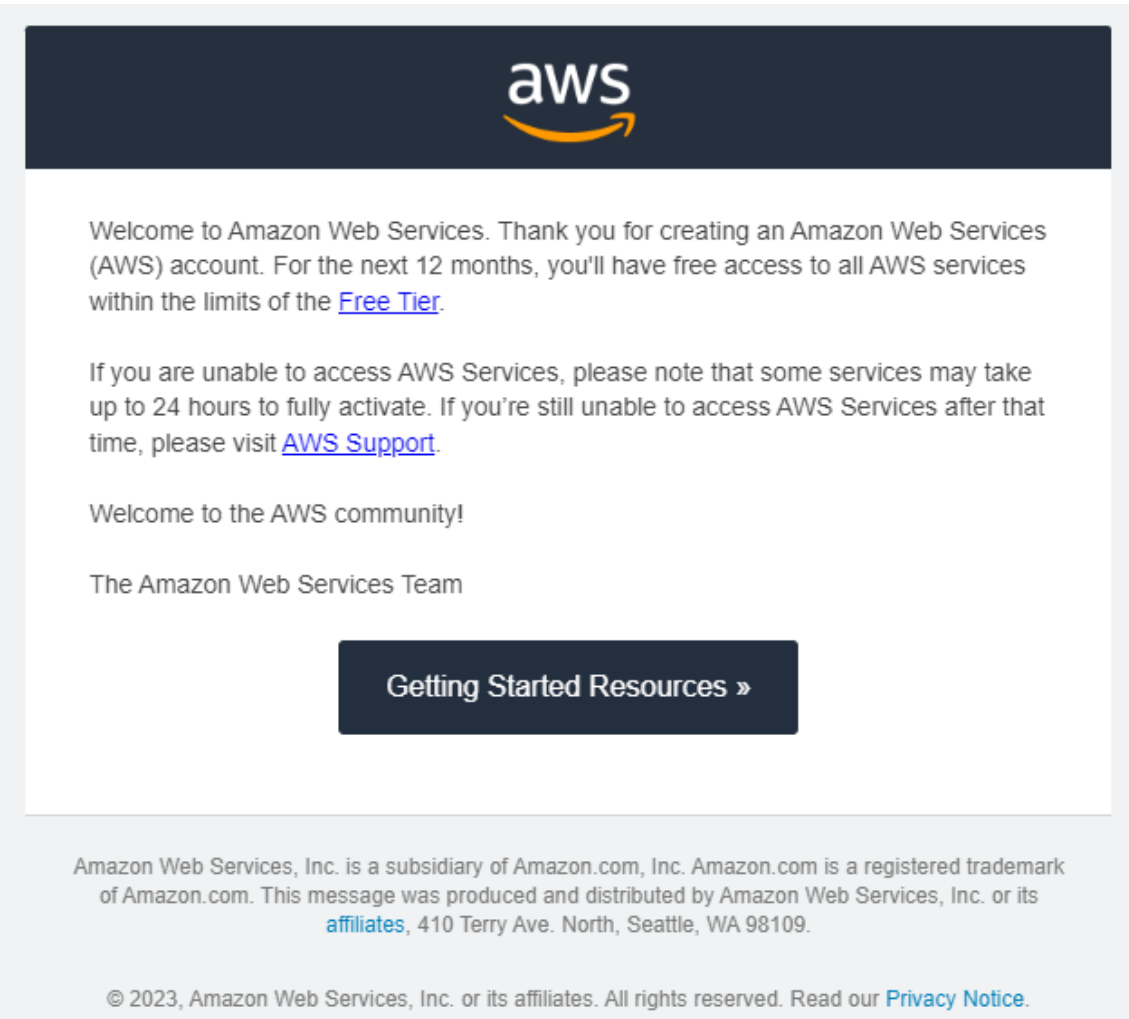 aws
Welcome to Amazon Web Services. Thank you for creating an Amazon Web Services
(AWS) account. For the next 12 months, you'll have free access to all AWS services
within the limits of the Free Tier.
If you are unable to access AWS Services, please note that some services may take
up to 24 hours to fully activate. If you’re still unable to access AWS Services after that
time, please visit AWS Support.
Welcome to the AWS community!
The Amazon Web Services Team
Getting Started Resources »
Amazon Web Services, Inc. is a subsidiary of Amazon.com, Inc. Amazon.com is a registered trademark
of Amazon.com. This message was produced and distributed by Amazon Web Services, Inc. or its
affiliates, 410 Terry Ave. North, Seattle, WA 98109.
© 2023, Amazon Web Services, Inc. or its affiliates. All rights reserved. Read our Privacy Notice.